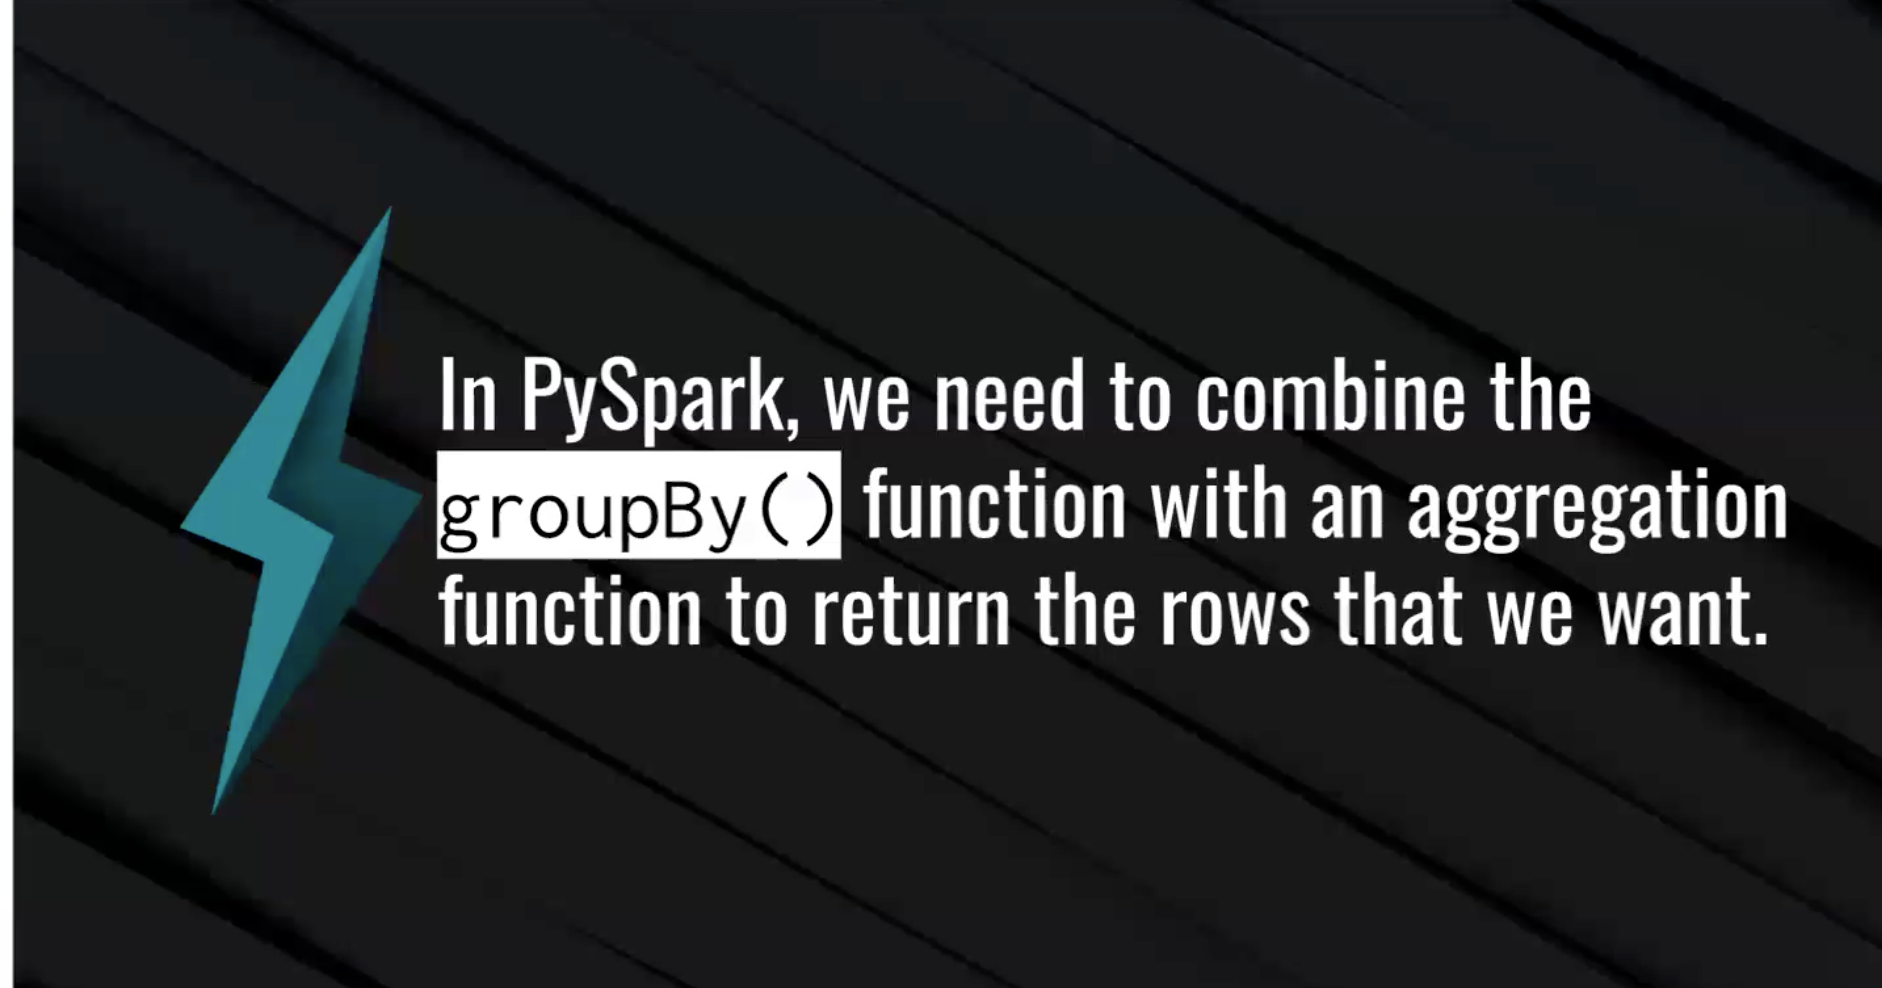 In PySpark, we need to combine the
groupBy() function with an aggregation
function to return the rows that we want.